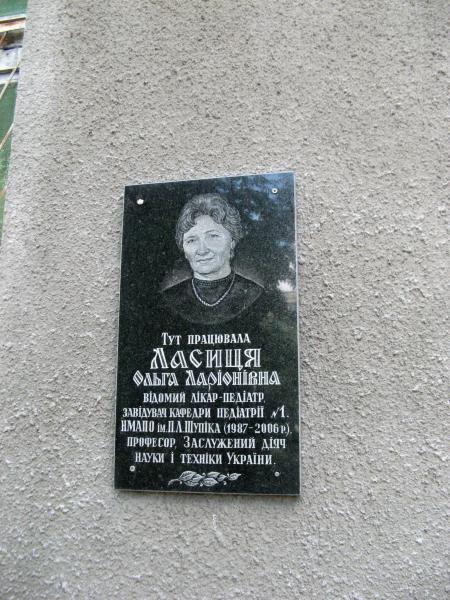 Тут працювала
Ласиця
Ольга Ларіонівна
відомий лікар-педіатр,
завідувач кафедри педіатрії №1.
НМАПО ім.П.Л.Шупіка (1987-2006р.),
професор, Заслужений діяч
науки і техніки України.